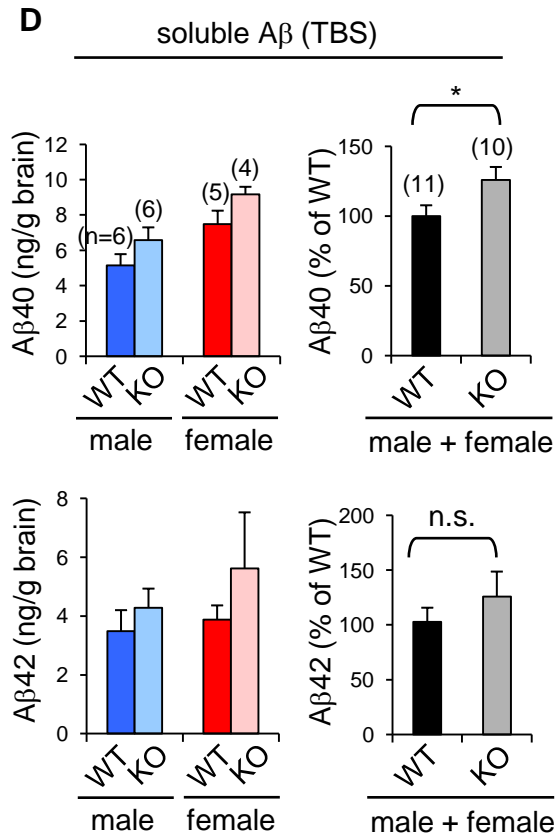 D
soluble Aβ (TBS)
Aβ40 (ng/g brain)
12
10
8
6
4
2
0
(n=6)
(6)
(5)
(4)
WT
KO
WT
KO
male
female
Aβ40 (% of WT)
150
100
50
0
*
(11)
(10)
WT
KO
male + female
Aβ42 (ng/g brain)
8
6
4
2
0
WT
KO
WT
KO
male
female
Aβ42 (% of WT)
200
150
100
50
0
n.s.
WT
KO
male + female